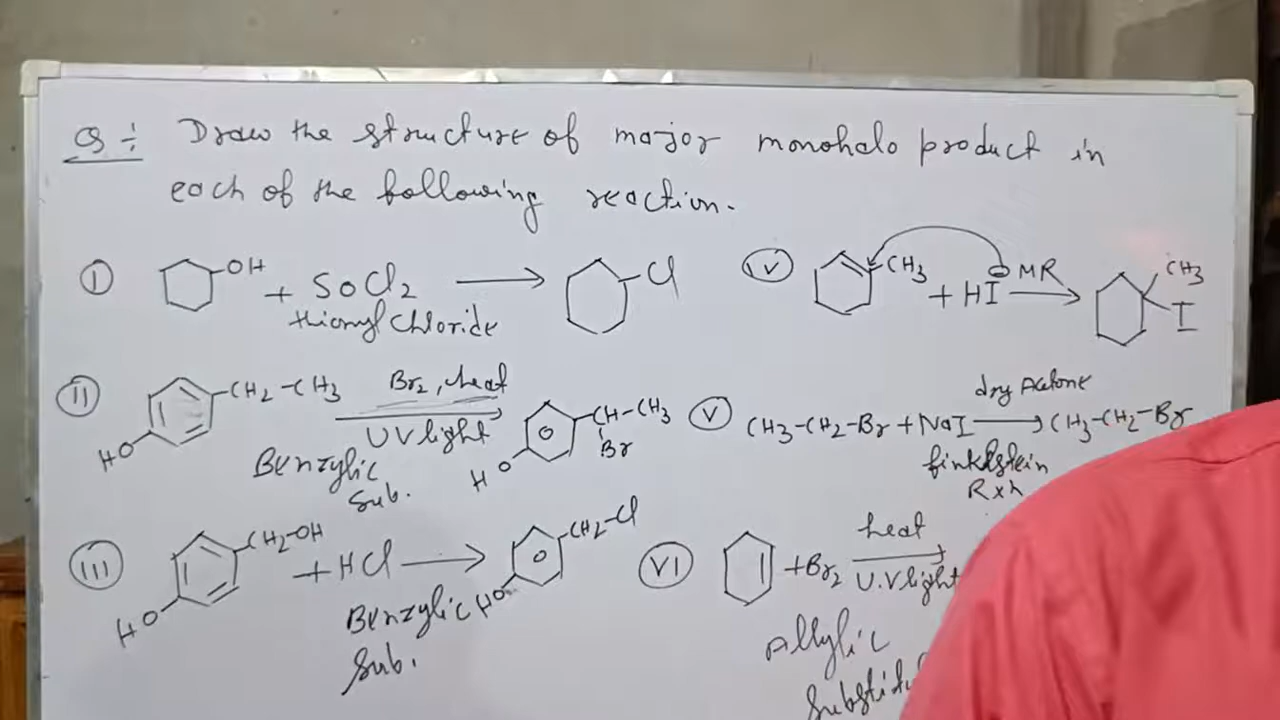 Q ÷ Draw the structure of major monohalo product in
each of the following reaction.
I OH + SOCl2 ⟶ Cl
thionyl chloride
II HO CH2-CH3 Br2, heat ⟶ UV light HO CH-CH3
Br
Benzylic
Sub.
III HO CH2-OH + HCl ⟶ HO CH2-Cl
Benzylic
Sub.
IV CH3 + HI MR ⟶ CH3
I
V CH3-CH2-Br + NaI dry Acetone ⟶ CH3-CH2-Br
finkelstein
Rxn
VI + Br2 heat ⟶ U.V light
Allylic